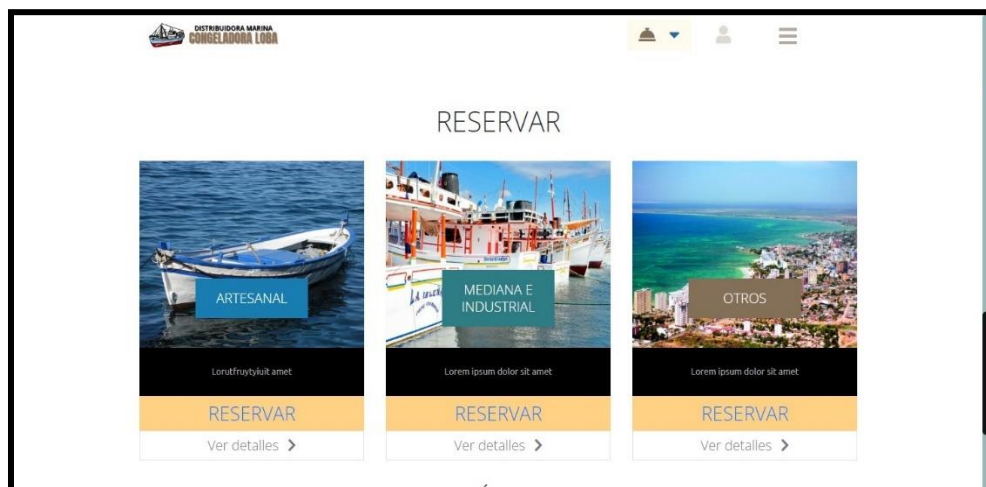 DISTRIBUIDORA MARINA
CONGELADORA LOBA
RESERVAR
ARTESANAL
MEDIANA E
INDUSTRIAL
OTROS
Lorutfruytyiuit amet
Lorem ipsum dolor sit amet
Lorem ipsum dolor sit amet
RESERVAR
RESERVAR
RESERVAR
Ver detalles
Ver detalles
Ver detalles